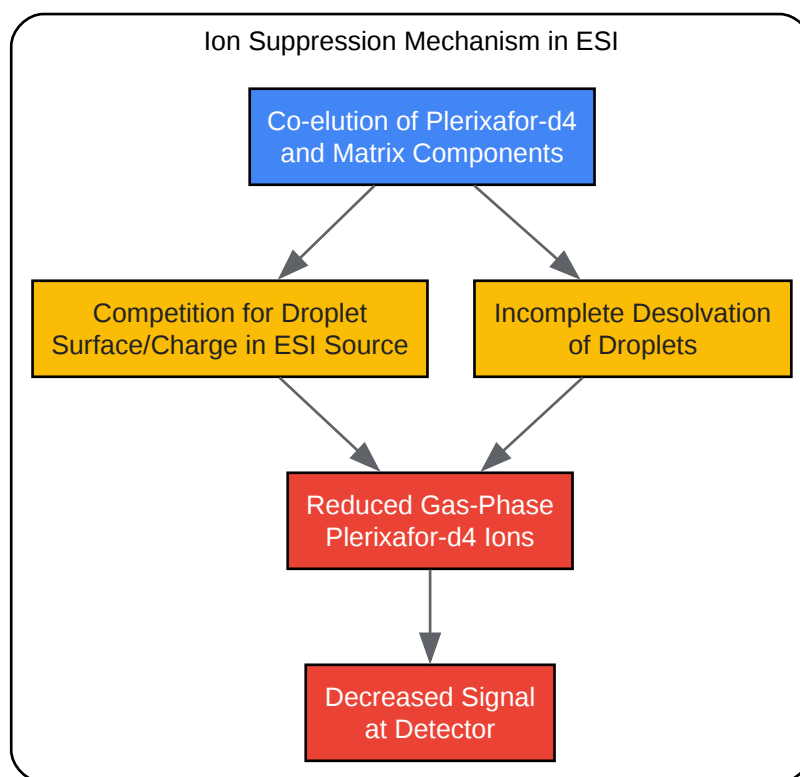 Ion Suppression Mechanism in ESI
Co-elution of Plerixafor-d4
and Matrix Components
Competition for Droplet
Surface/Charge in ESI Source
Incomplete Desolvation
of Droplets
Reduced Gas-Phase
Plerixafor-d4 Ions
Decreased Signal
at Detector